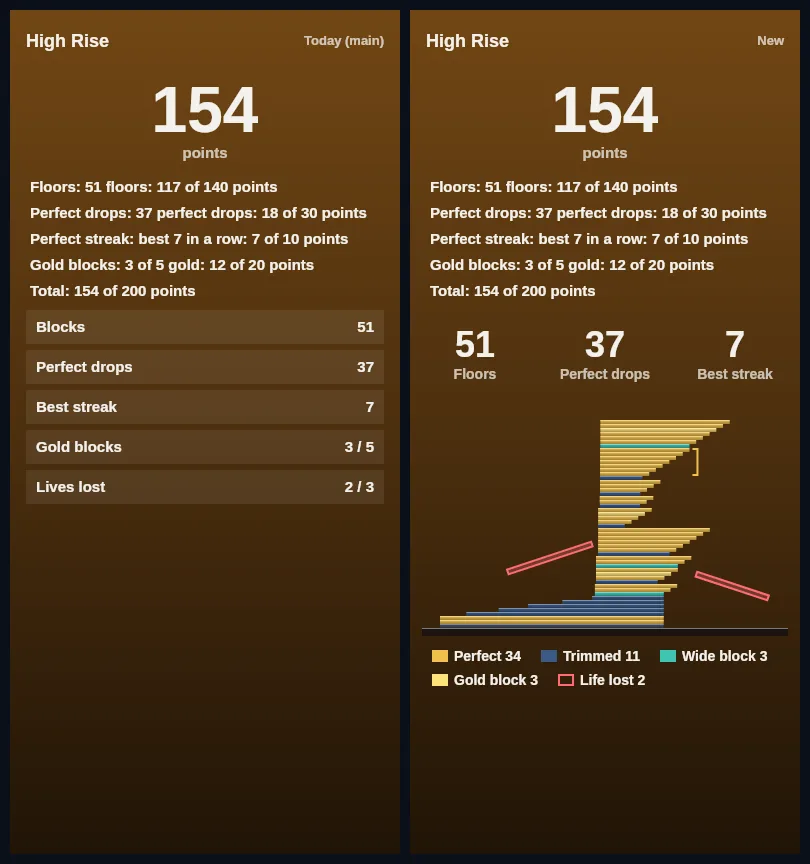 High Rise
Today (main)
154
points
Floors: 51 floors: 117 of 140 points
Perfect drops: 37 perfect drops: 18 of 30 points
Perfect streak: best 7 in a row: 7 of 10 points
Gold blocks: 3 of 5 gold: 12 of 20 points
Total: 154 of 200 points
Blocks 51
Perfect drops 37
Best streak 7
Gold blocks 3 / 5
Lives lost 2 / 3
High Rise
New
154
points
Floors: 51 floors: 117 of 140 points
Perfect drops: 37 perfect drops: 18 of 30 points
Perfect streak: best 7 in a row: 7 of 10 points
Gold blocks: 3 of 5 gold: 12 of 20 points
Total: 154 of 200 points
51 37 7
Floors Perfect drops Best streak
Perfect 34 Trimmed 11 Wide block 3
Gold block 3 Life lost 2